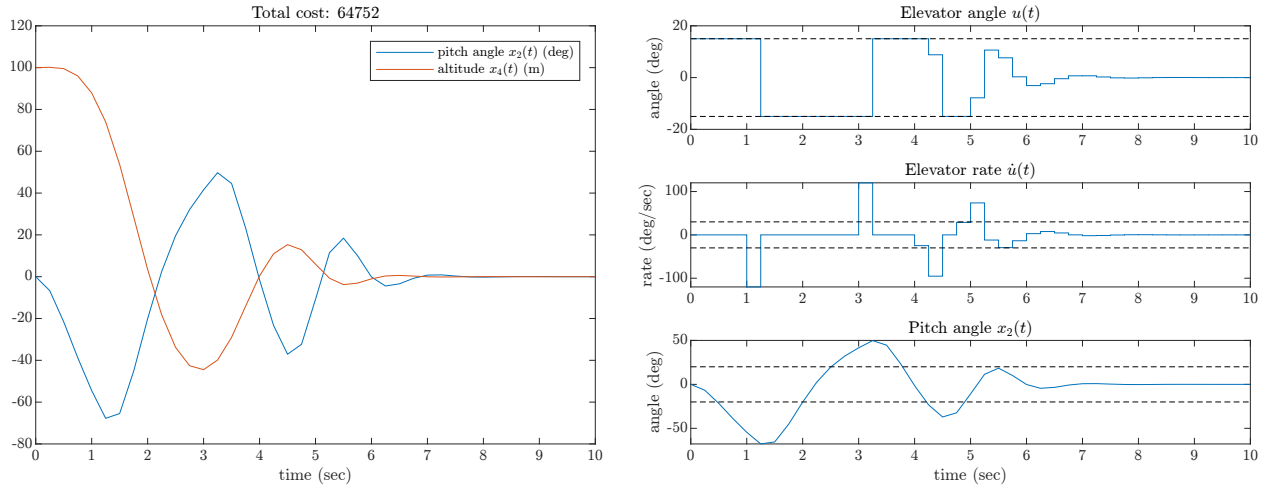 Total cost: 64752
120
100
80
60
40
20
0
-20
-40
-60
-80
pitch angle x₂(t) (deg)
altitude x₄(t) (m)
0 1 2 3 4 5 6 7 8 9 10
time (sec)
Elevator angle u(t)
angle (deg)
20
0
-20
0 1 2 3 4 5 6 7 8 9 10
Elevator rate u̇(t)
rate (deg/sec)
100
0
-100
0 1 2 3 4 5 6 7 8 9 10
Pitch angle x₂(t)
angle (deg)
50
0
-50
0 1 2 3 4 5 6 7 8 9 10
time (sec)